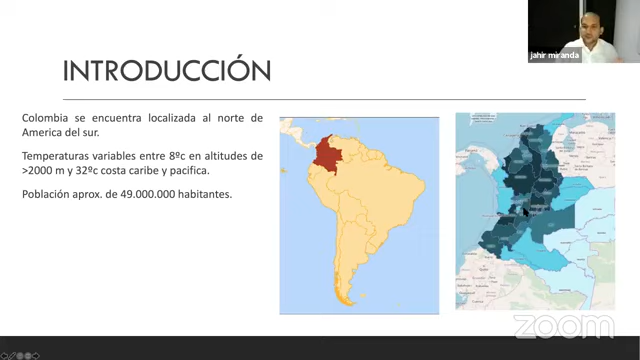 jahir miranda
INTRODUCCIÓN
Colombia se encuentra localizada al norte de
America del sur.
Temperaturas variables entre 8ºc en altitudes de
>2000 m y 32ºc costa caribe y pacifica.
Población aprox. de 49.000.000 habitantes.
zoom